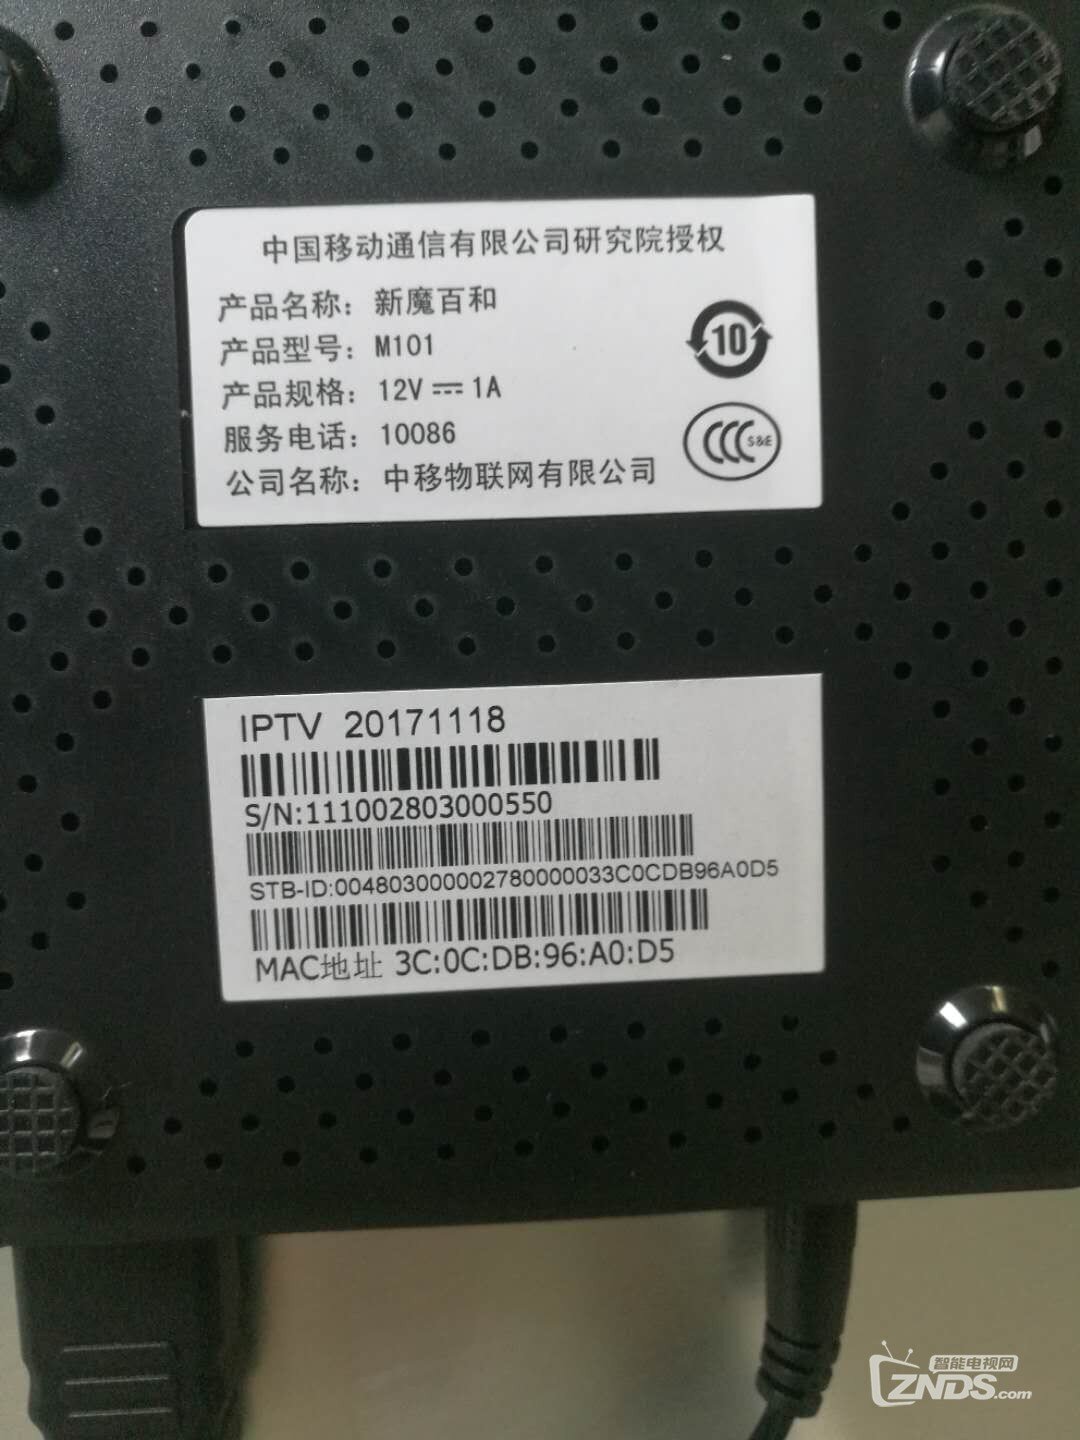 中国移动通信有限公司研究院授权
产品名称：新魔百和
产品型号：M101
产品规格：12V ⎓ 1A
服务电话：10086
公司名称：中移物联网有限公司
10
CCC S&E
IPTV 20171118
S/N:111002803000550
STB-ID:004803000002780000033C0CDB96A0D5
MAC地址 3C:0C:DB:96:A0:D5
智能电视网
ZNDS.com